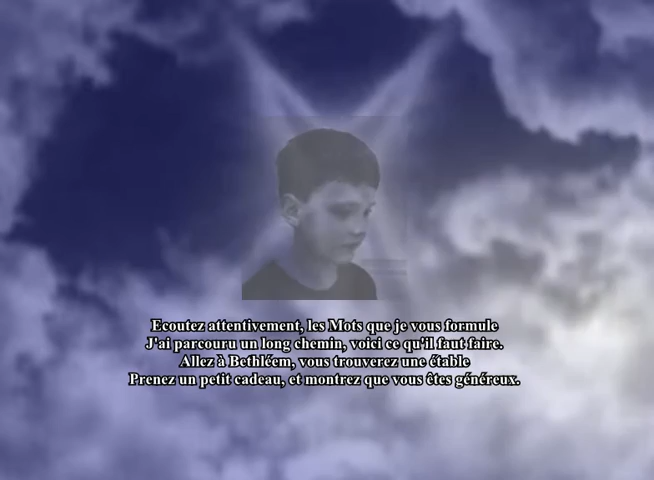 Ecoutez attentivement, les Mots que je vous formule
J'ai parcouru un long chemin, voici ce qu'il faut faire.
Allez à Bethléem, vous trouverez une étable
Prenez un petit cadeau, et montrez que vous êtes généreux.